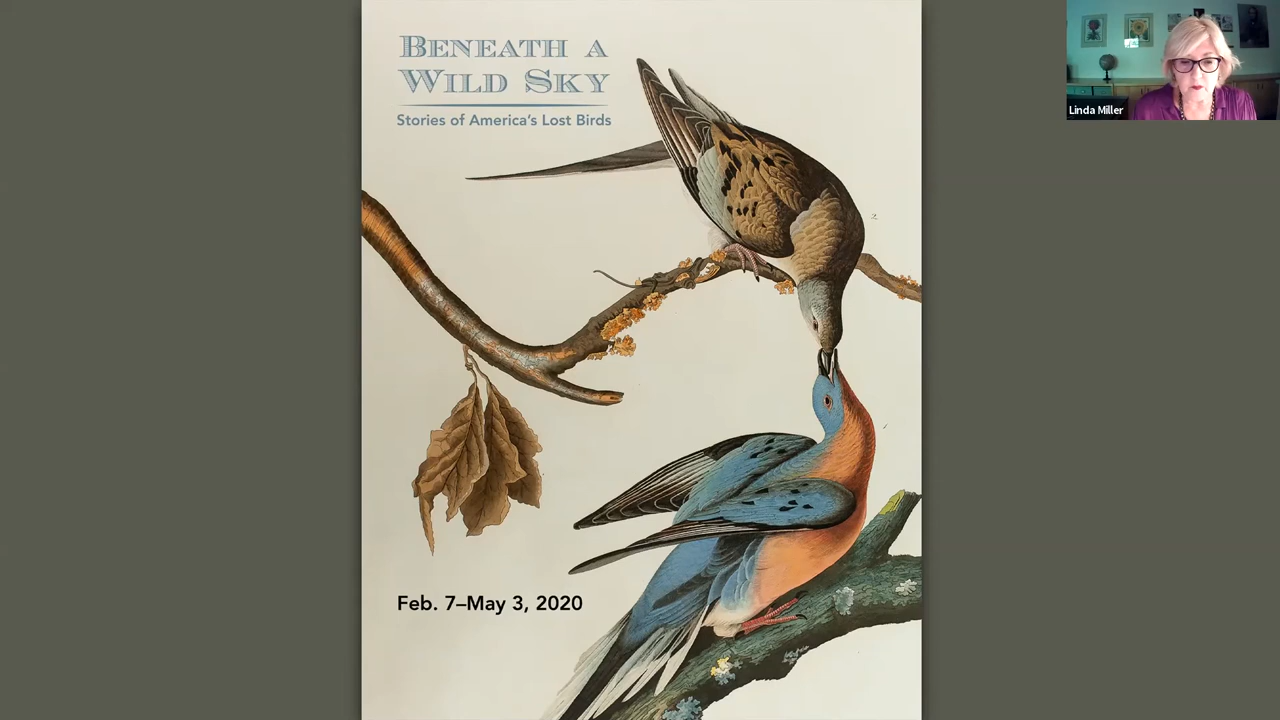 BENEATH A
WILD SKY
Stories of America's Lost Birds
Feb. 7–May 3, 2020
Linda Miller